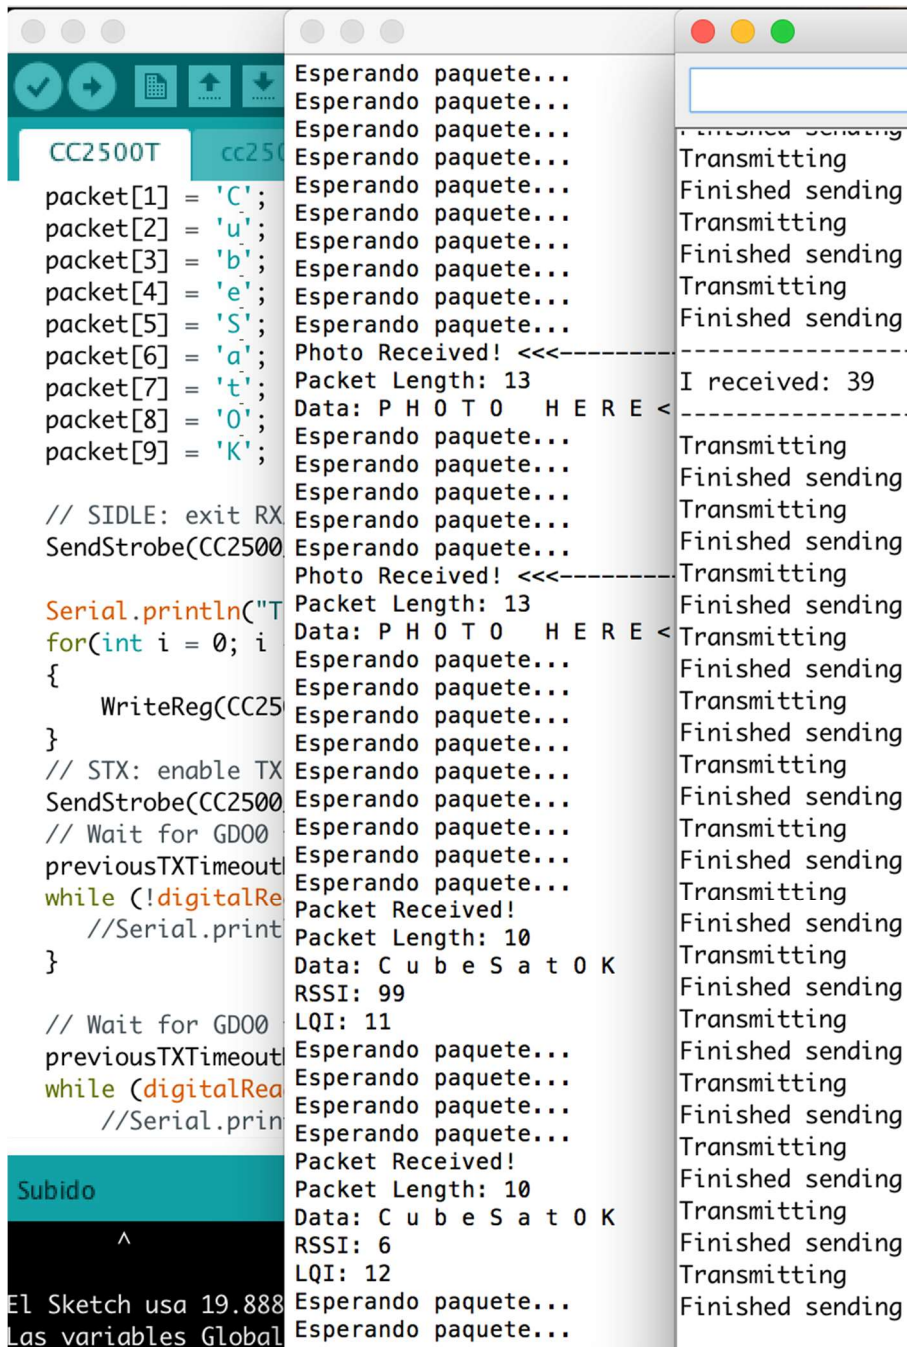 CC2500T
packet[1] = 'C';
packet[2] = 'u';
packet[3] = 'b';
packet[4] = 'e';
packet[5] = 'S';
packet[6] = 'a';
packet[7] = 't';
packet[8] = 'O';
packet[9] = 'K';
// SIDLE: exit RX
SendStrobe(CC2500
Serial.println("T
for(int i = 0; i
{
WriteReg(CC25
}
// STX: enable TX
SendStrobe(CC2500
// Wait for GDO0
previousTXTimeout
while (!digitalRe
//Serial.print
}
// Wait for GDO0
previousTXTimeout
while (digitalRea
//Serial.prin
Subido
^
El Sketch usa 19.888
Las variables Global
Esperando paquete...
Esperando paquete...
Esperando paquete...
Esperando paquete...
Esperando paquete...
Esperando paquete...
Esperando paquete...
Esperando paquete...
Esperando paquete...
Esperando paquete...
Photo Received! <<<---------
Packet Length: 13
Data: P H O T O   H E R E <
Esperando paquete...
Esperando paquete...
Esperando paquete...
Esperando paquete...
Esperando paquete...
Photo Received! <<<---------
Packet Length: 13
Data: P H O T O   H E R E <
Esperando paquete...
Esperando paquete...
Esperando paquete...
Esperando paquete...
Esperando paquete...
Esperando paquete...
Esperando paquete...
Esperando paquete...
Esperando paquete...
Packet Received!
Packet Length: 10
Data: C u b e S a t O K
RSSI: 99
LQI: 11
Esperando paquete...
Esperando paquete...
Esperando paquete...
Esperando paquete...
Packet Received!
Packet Length: 10
Data: C u b e S a t O K
RSSI: 6
LQI: 12
Esperando paquete...
Esperando paquete...
Finished sending
Transmitting
Finished sending
Transmitting
Finished sending
Transmitting
Finished sending
-----------------
I received: 39
-----------------
Transmitting
Finished sending
Transmitting
Finished sending
Transmitting
Finished sending
Transmitting
Finished sending
Transmitting
Finished sending
Transmitting
Finished sending
Transmitting
Finished sending
Transmitting
Finished sending
Transmitting
Finished sending
Transmitting
Finished sending
Transmitting
Finished sending
Transmitting
Finished sending
Transmitting
Finished sending
Transmitting
Finished sending